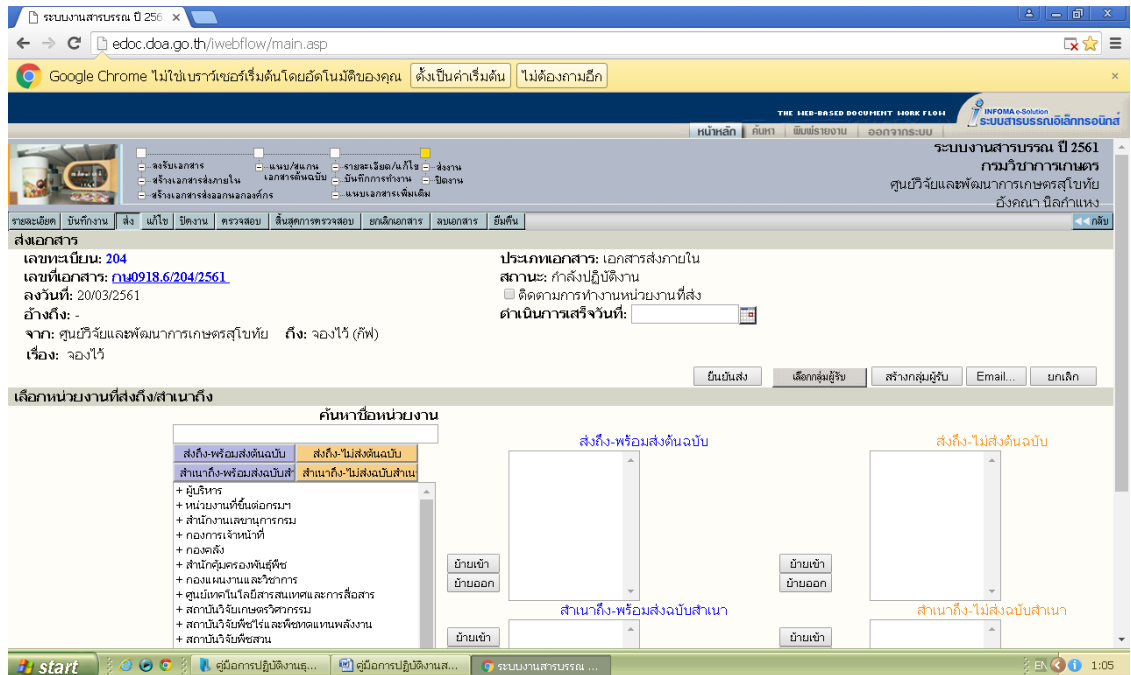 ระบบงานสารบรรณ ปี 256
edoc.doa.go.th/iwebflow/main.asp
Google Chrome ไม่ใช่เบราว์เซอร์เริ่มต้นโดยอัตโนมัติของคุณ ตั้งเป็นค่าเริ่มต้น ไม่ต้องถามอีก
THE WEB-BASED DOCUMENT WORK FLOW
INFOMA e-Solution
ระบบสารบรรณอิเล็กทรอนิกส์
หน้าหลัก ค้นหา พิมพ์รายงาน ออกจากระบบ
ระบบงานสารบรรณ ปี 2561
กรมวิชาการเกษตร
ศูนย์วิจัยและพัฒนาการเกษตรสุโขทัย
อังคณา นิลกำแหง
ลงรับเอกสาร แนบ/สแกน รายละเอียด/แก้ไข ส่งงาน
สร้างเอกสารส่งภายใน เอกสารต้นฉบับ บันทึกการทำงาน ปิดงาน
สร้างเอกสารส่งออกนอกองค์กร แนบเอกสารเพิ่มเติม
รายละเอียด บันทึกงาน ส่ง แก้ไข ปิดงาน ตรวจสอบ สิ้นสุดการตรวจสอบ ยกเลิกเอกสาร ลบเอกสาร ยืมคืน กลับ
ส่งเอกสาร
เลขทะเบียน: 204 ประเภทเอกสาร: เอกสารส่งภายใน
เลขที่เอกสาร: กษ0918.6/204/2561 สถานะ: กำลังปฏิบัติงาน
ลงวันที่: 20/03/2561 ติดตามการทำงานหน่วยงานที่ส่ง
อ้างถึง: - ดำเนินการเสร็จวันที่:
จาก: ศูนย์วิจัยและพัฒนาการเกษตรสุโขทัย ถึง: จองไว้ (กี๊ฟ)
เรื่อง: จองไว้
ยืนยันส่ง เลือกกลุ่มผู้รับ สร้างกลุ่มผู้รับ Email... ยกเลิก
เลือกหน่วยงานที่ส่งถึง/สำเนาถึง
ค้นหาชื่อหน่วยงาน
ส่งถึง-พร้อมส่งต้นฉบับ ส่งถึง-ไม่ส่งต้นฉบับ
ส่งถึง-พร้อมส่งต้นฉบับ ส่งถึง-ไม่ส่งต้นฉบับ
สำเนาถึง-พร้อมส่งฉบับสำ สำเนาถึง-ไม่ส่งฉบับสำเน
+ ผู้บริหาร
+ หน่วยงานที่ขึ้นต่อกรมฯ
+ สำนักงานเลขานุการกรม
+ กองการเจ้าหน้าที่
+ กองคลัง
+ สำนักคุ้มครองพันธุ์พืช
+ กองแผนงานและวิชาการ
+ ศูนย์เทคโนโลยีสารสนเทศและการสื่อสาร
+ สถาบันวิจัยเกษตรวิศวกรรม
+ สถาบันวิจัยพืชไร่และพืชทดแทนพลังงาน
+ สถาบันวิจัยพืชสวน
ย้ายเข้า ย้ายเข้า
ย้ายออก ย้ายออก
สำเนาถึง-พร้อมส่งฉบับสำเนา สำเนาถึง-ไม่ส่งฉบับสำเนา
ย้ายเข้า ย้ายเข้า
start คู่มือการปฏิบัติงานธุ... คู่มือการปฏิบัติงานส... ระบบงานสารบรรณ ... EN 1:05